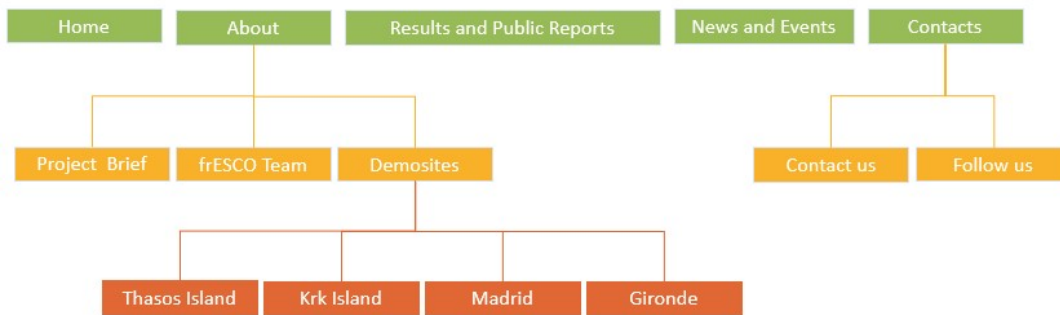 Home
About
Results and Public Reports
News and Events
Contacts
Project Brief
frESCO Team
Demosites
Contact us
Follow us
Thasos Island
Krk Island
Madrid
Gironde